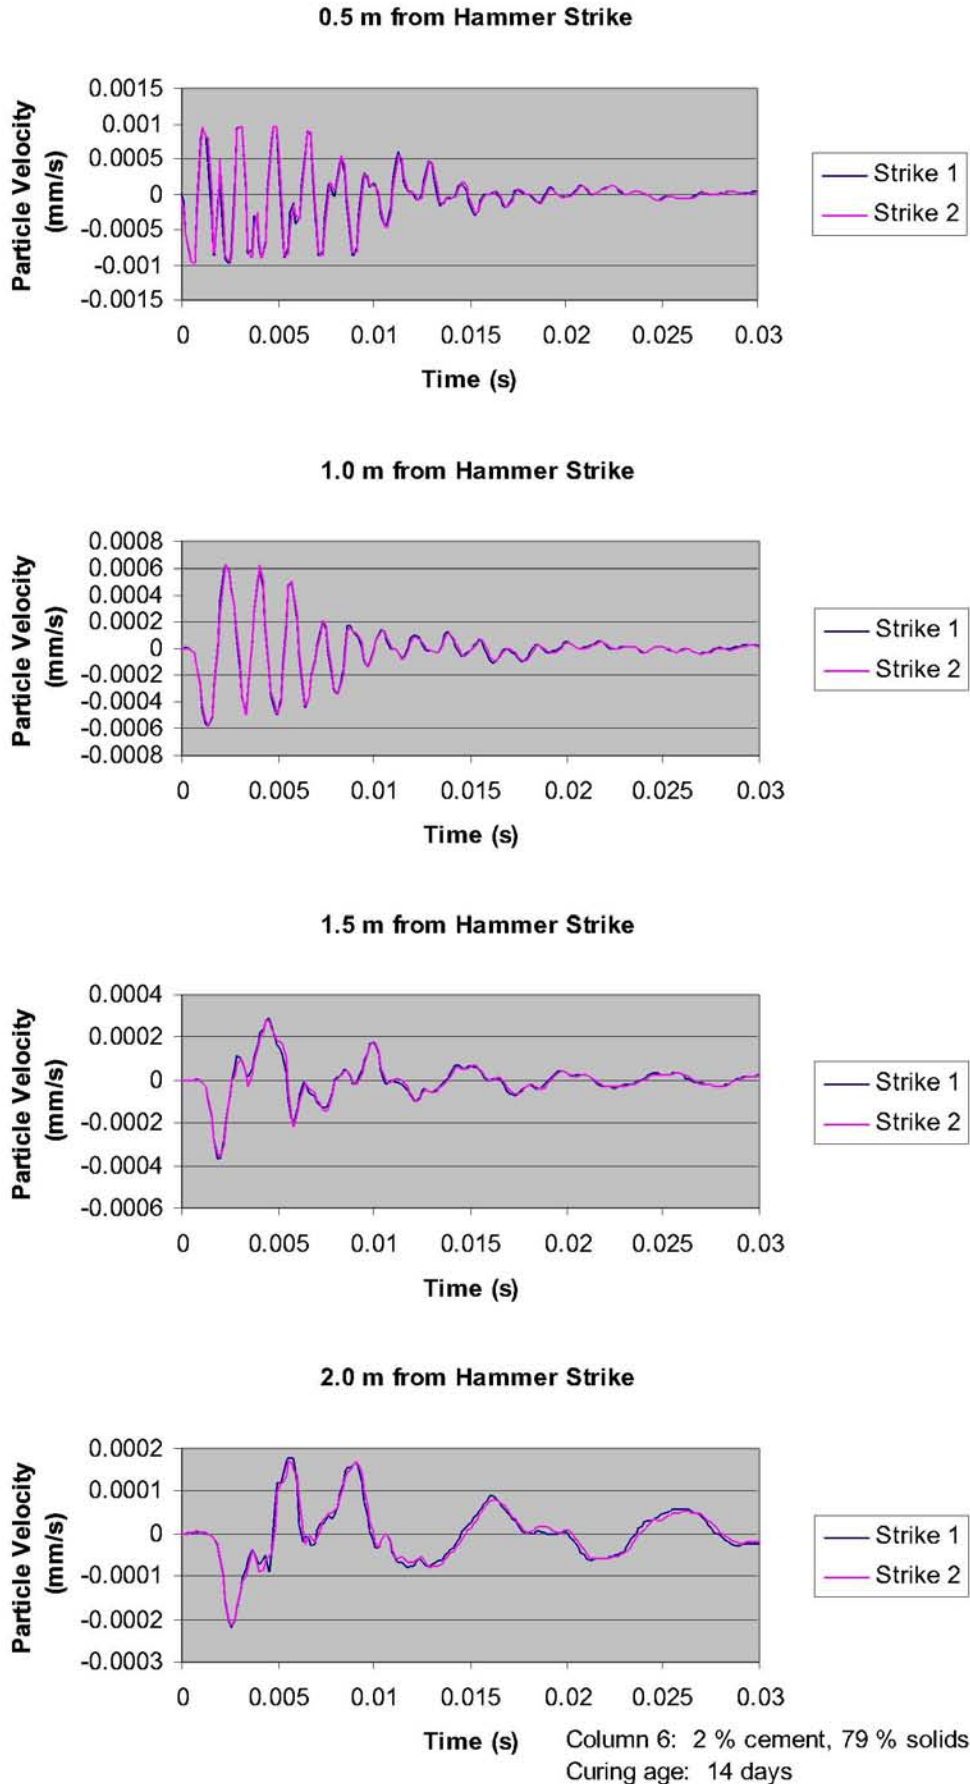 0.5 m from Hammer Strike
Particle Velocity
(mm/s)
0.0015
0.001
0.0005
0
-0.0005
-0.001
-0.0015
0 0.005 0.01 0.015 0.02 0.025 0.03
Time (s)
Strike 1
Strike 2
1.0 m from Hammer Strike
Particle Velocity
(mm/s)
0.0008
0.0006
0.0004
0.0002
0
-0.0002
-0.0004
-0.0006
-0.0008
0 0.005 0.01 0.015 0.02 0.025 0.03
Time (s)
Strike 1
Strike 2
1.5 m from Hammer Strike
Particle Velocity
(mm/s)
0.0004
0.0002
0
-0.0002
-0.0004
-0.0006
0 0.005 0.01 0.015 0.02 0.025 0.03
Time (s)
Strike 1
Strike 2
2.0 m from Hammer Strike
Particle Velocity
(mm/s)
0.0002
0.0001
0
-0.0001
-0.0002
-0.0003
0 0.005 0.01 0.015 0.02 0.025 0.03
Time (s)
Strike 1
Strike 2
Column 6: 2 % cement, 79 % solids
Curing age: 14 days